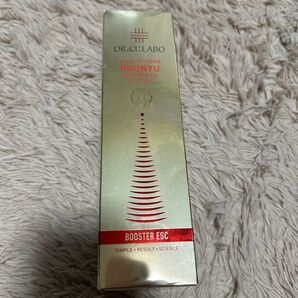 DR.CI:LABO
DOUNYU
BOOSTER ESC
SIMPLE + RESULT + SCIENCE